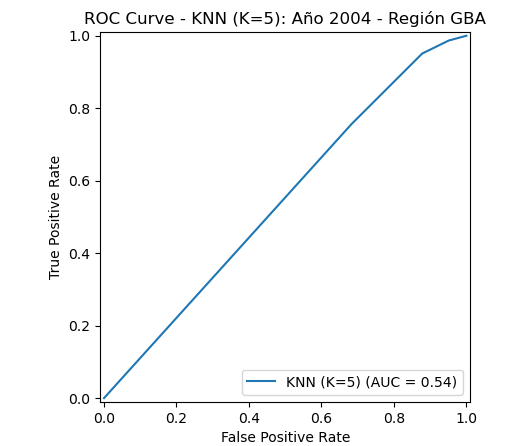 ROC Curve - KNN (K=5): Año 2004 - Región GBA
1.0
0.8
0.6
0.4
0.2
0.0
True Positive Rate
KNN (K=5) (AUC = 0.54)
0.0 0.2 0.4 0.6 0.8 1.0
False Positive Rate